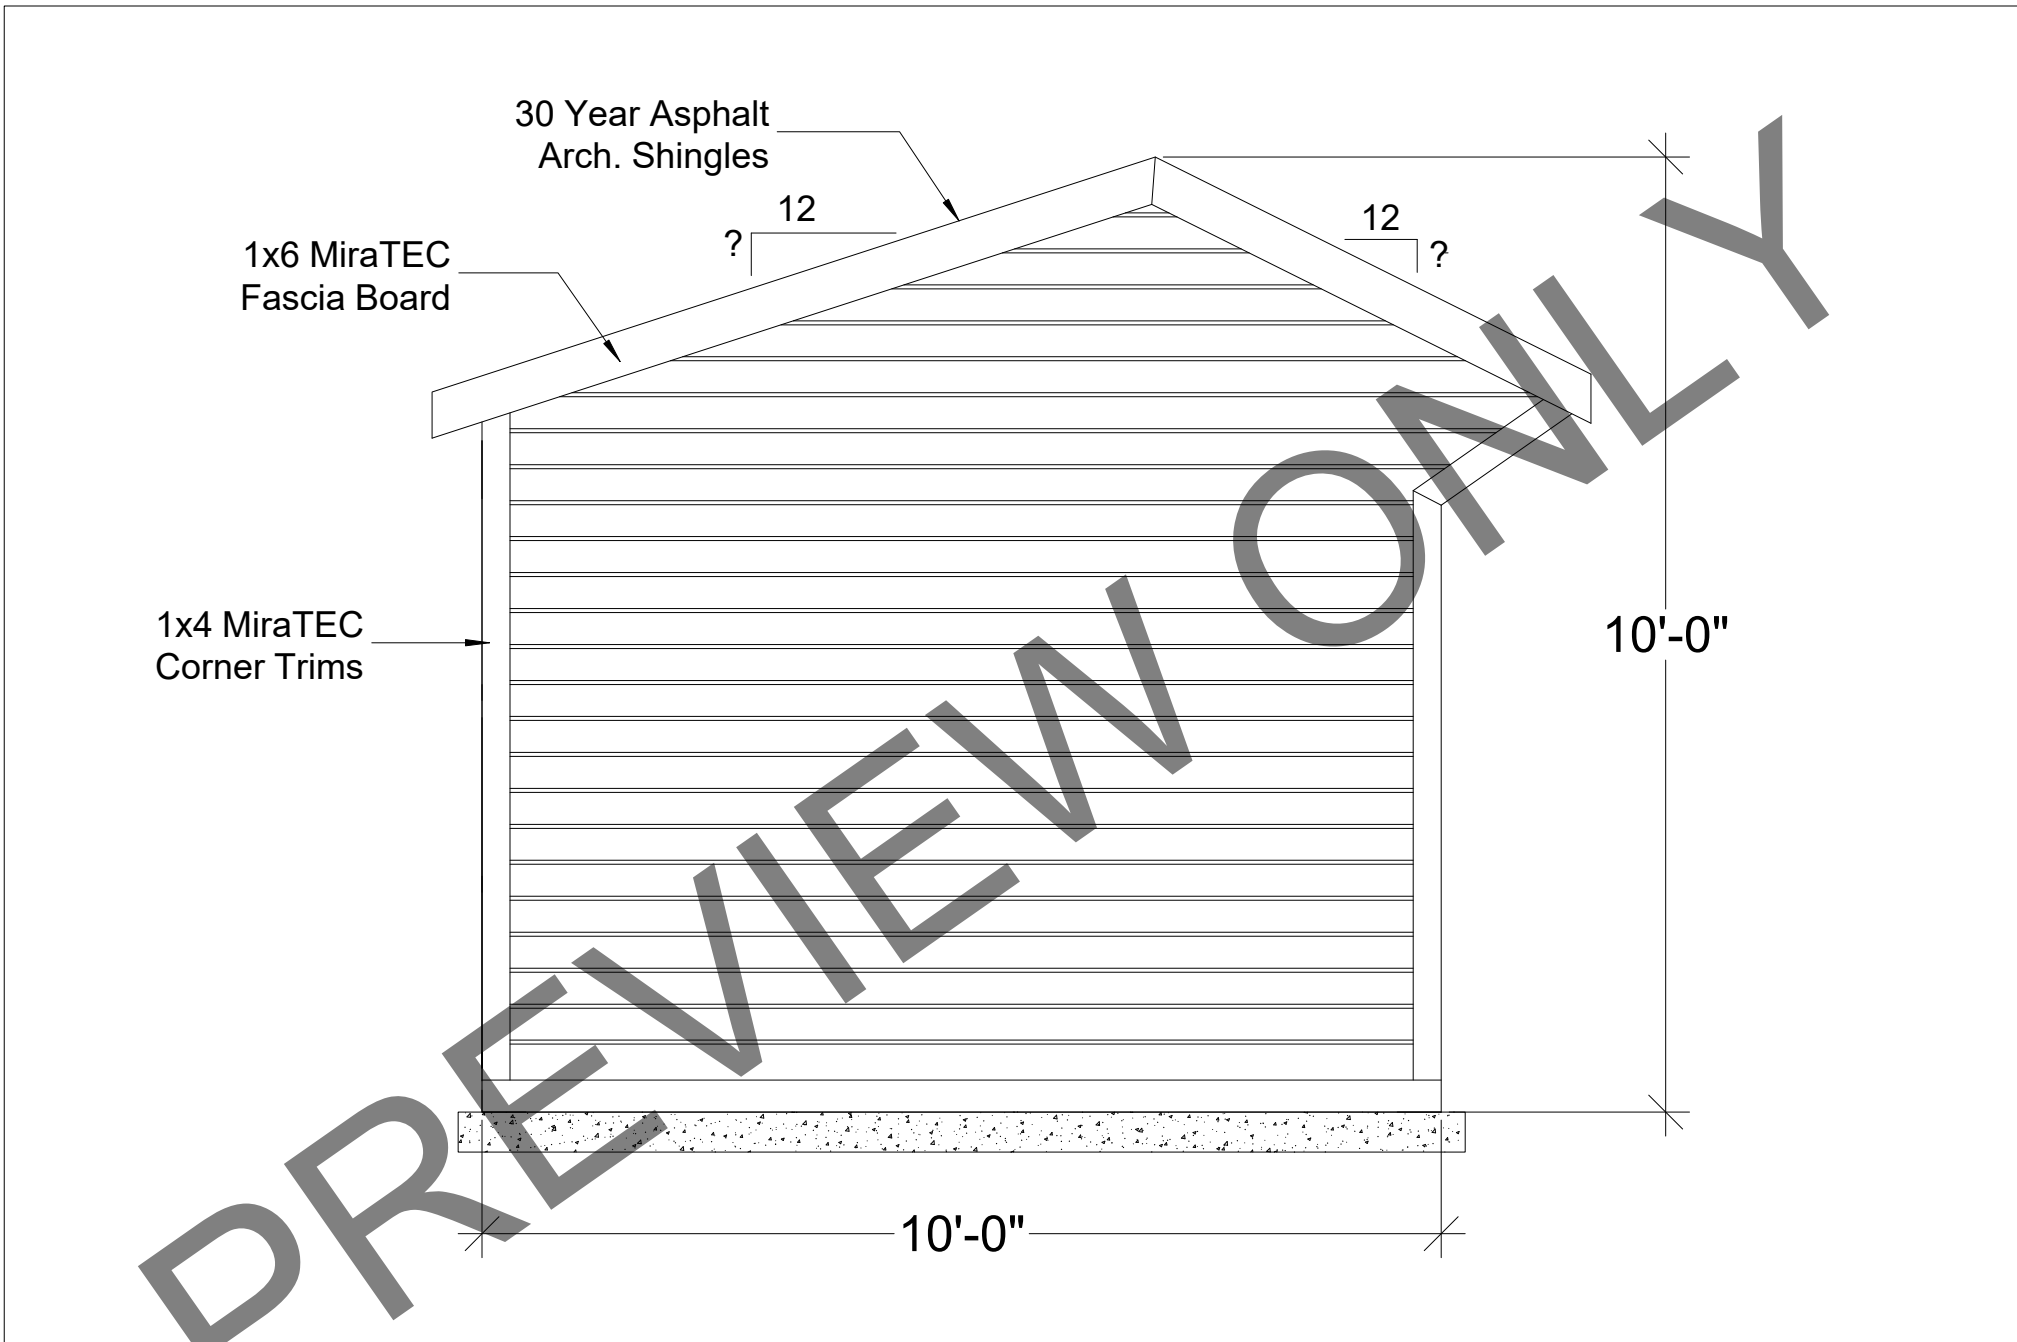 30 Year Asphalt
Arch. Shingles
12
?
12
?
1x6 MiraTEC
Fascia Board
1x4 MiraTEC
Corner Trims
10'-0"
10'-0"
PREVIEW ONLY